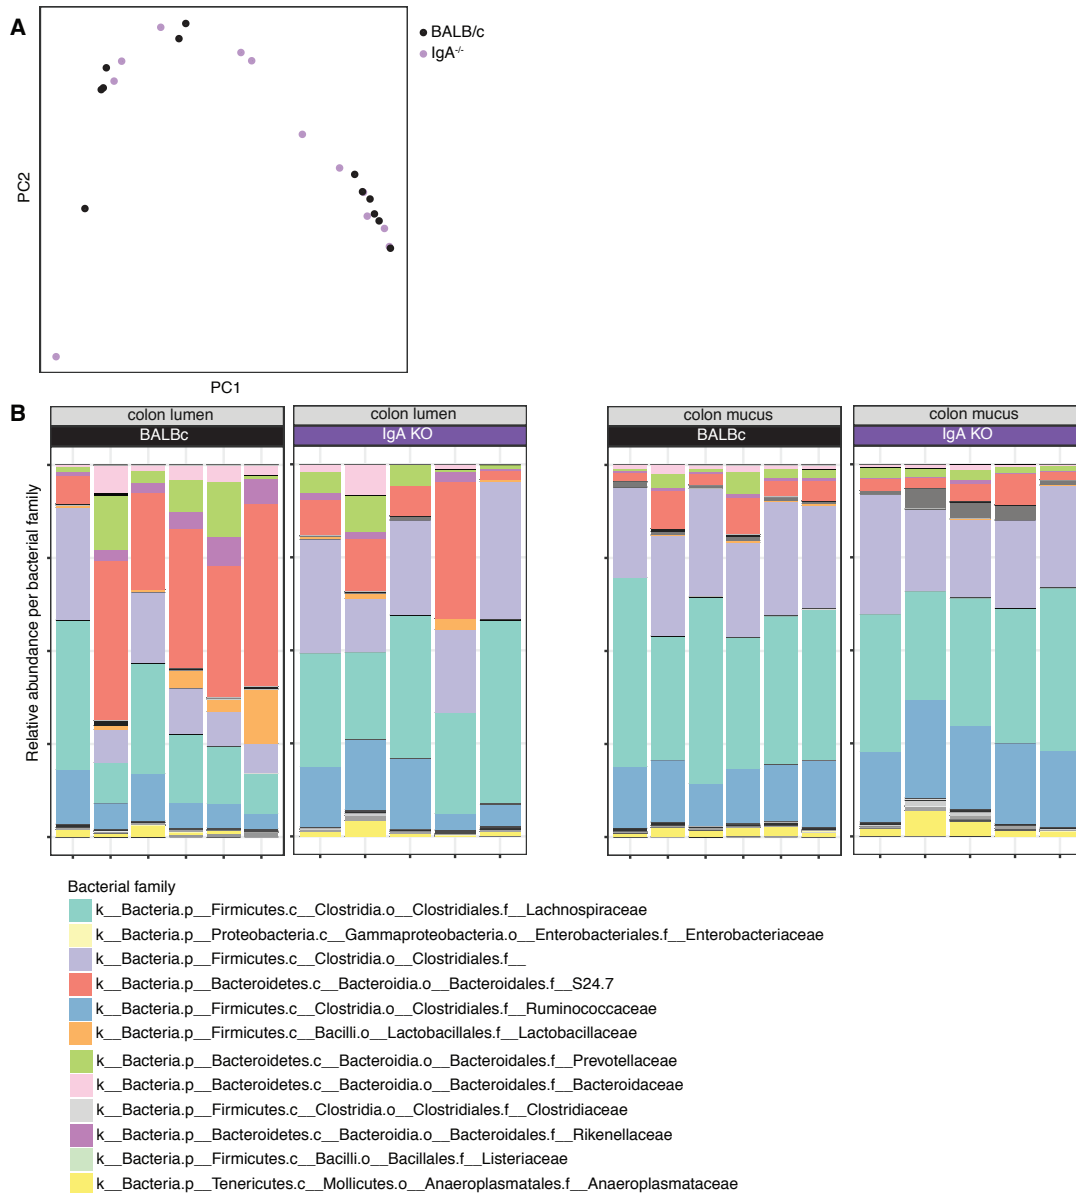 A
BALB/c
IgA-/-
PC2
PC1
B
colon lumen
BALBc
colon lumen
IgA KO
colon mucus
BALBc
colon mucus
IgA KO
Relative abundance per bacterial family
Bacterial family
k__Bacteria.p__Firmicutes.c__Clostridia.o__Clostridiales.f__Lachnospiraceae
k__Bacteria.p__Proteobacteria.c__Gammaproteobacteria.o__Enterobacteriales.f__Enterobacteriaceae
k__Bacteria.p__Firmicutes.c__Clostridia.o__Clostridiales.f__
k__Bacteria.p__Bacteroidetes.c__Bacteroidia.o__Bacteroidales.f__S24.7
k__Bacteria.p__Firmicutes.c__Clostridia.o__Clostridiales.f__Ruminococcaceae
k__Bacteria.p__Firmicutes.c__Bacilli.o__Lactobacillales.f__Lactobacillaceae
k__Bacteria.p__Bacteroidetes.c__Bacteroidia.o__Bacteroidales.f__Prevotellaceae
k__Bacteria.p__Bacteroidetes.c__Bacteroidia.o__Bacteroidales.f__Bacteroidaceae
k__Bacteria.p__Firmicutes.c__Clostridia.o__Clostridiales.f__Clostridiaceae
k__Bacteria.p__Bacteroidetes.c__Bacteroidia.o__Bacteroidales.f__Rikenellaceae
k__Bacteria.p__Firmicutes.c__Bacilli.o__Bacillales.f__Listeriaceae
k__Bacteria.p__Tenericutes.c__Mollicutes.o__Anaeroplasmatales.f__Anaeroplasmataceae